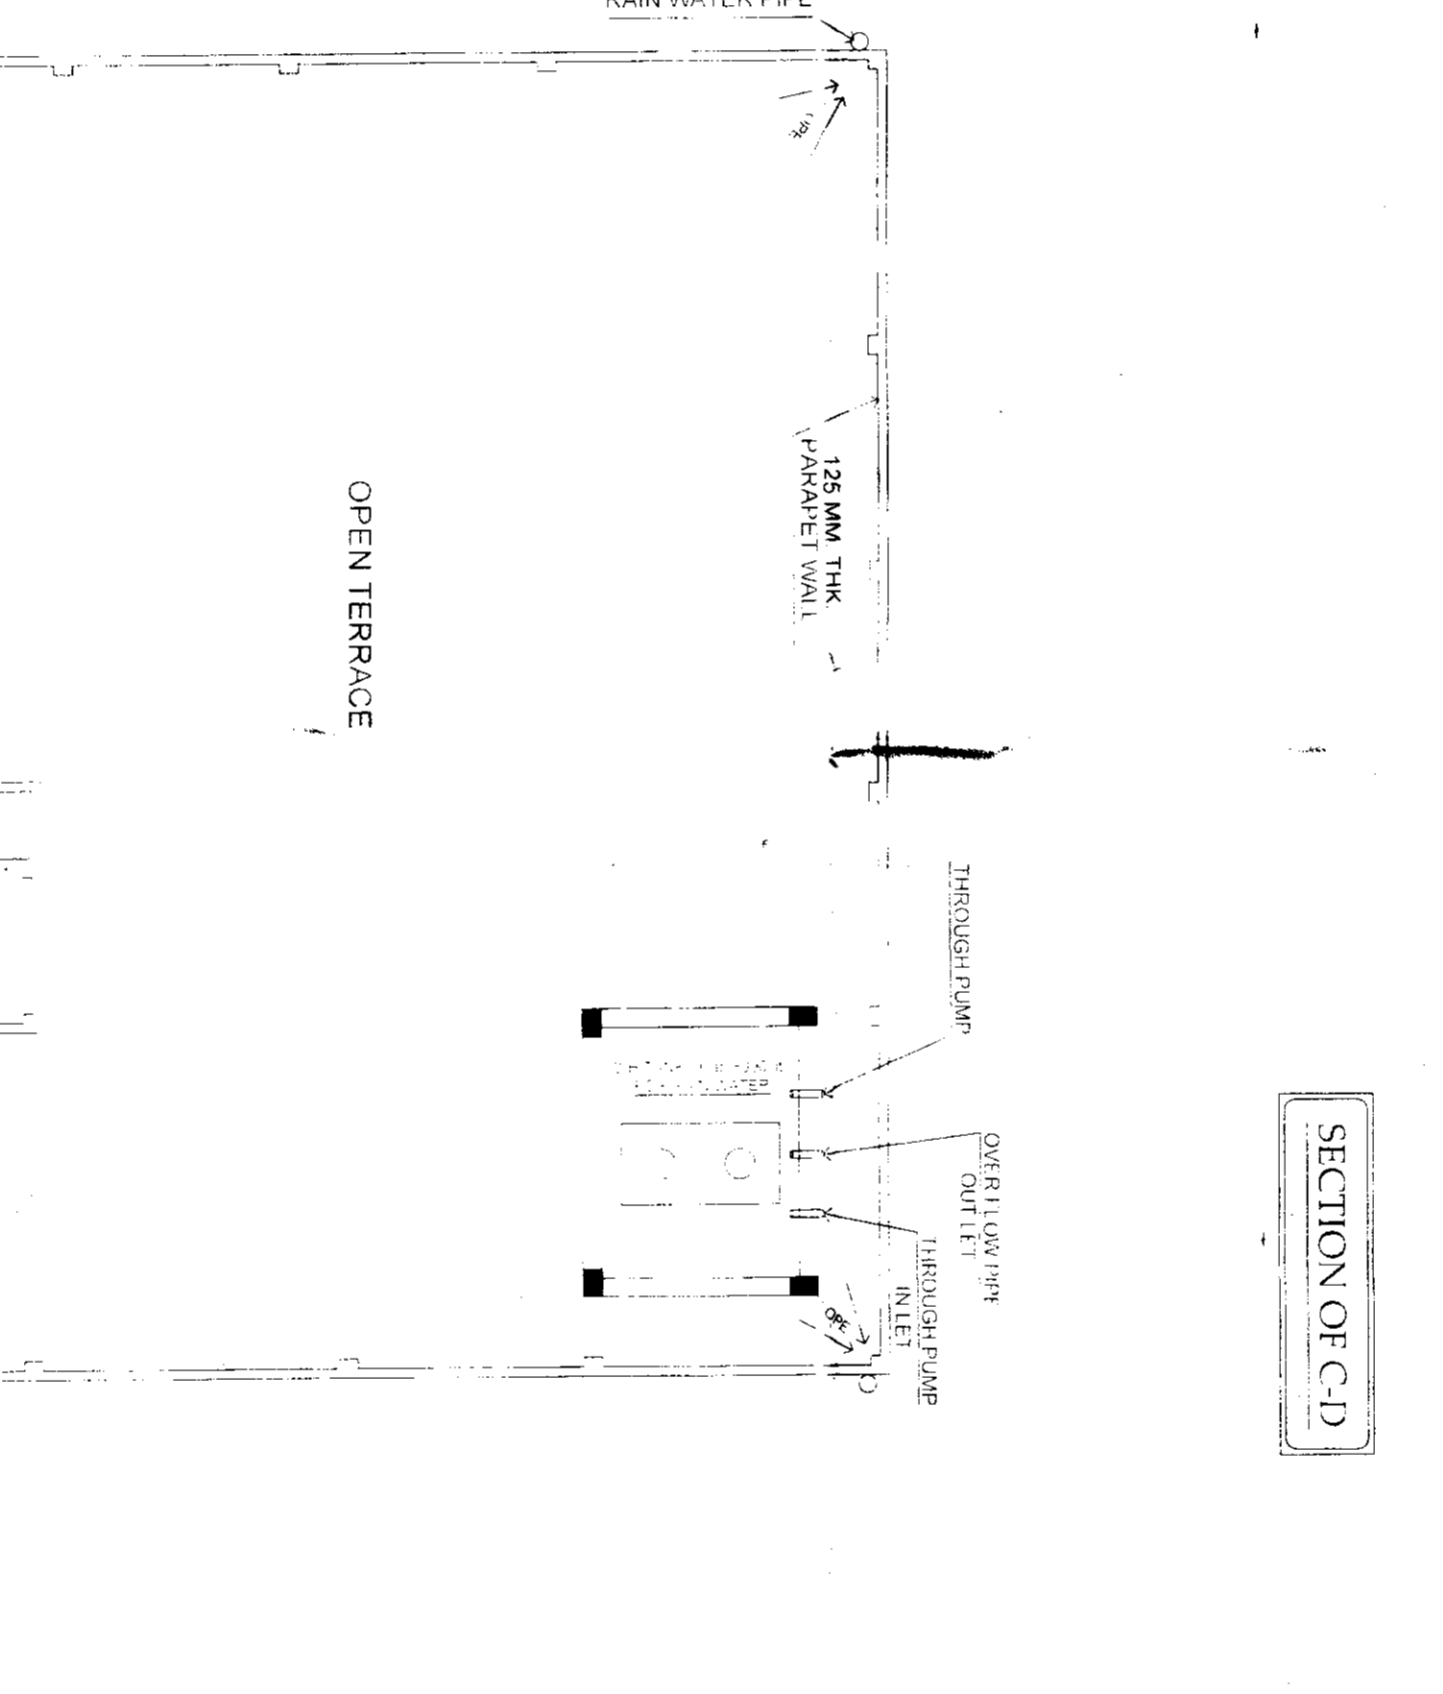 RAIN WATER PIPE
125 MM. THK.
PARAPET WALL
OPEN TERRACE
THROUGH PUMP
OVER FLOW PIPE
OUT LET
THROUGH PUMP
IN LET
OPE
SECTION OF C-D